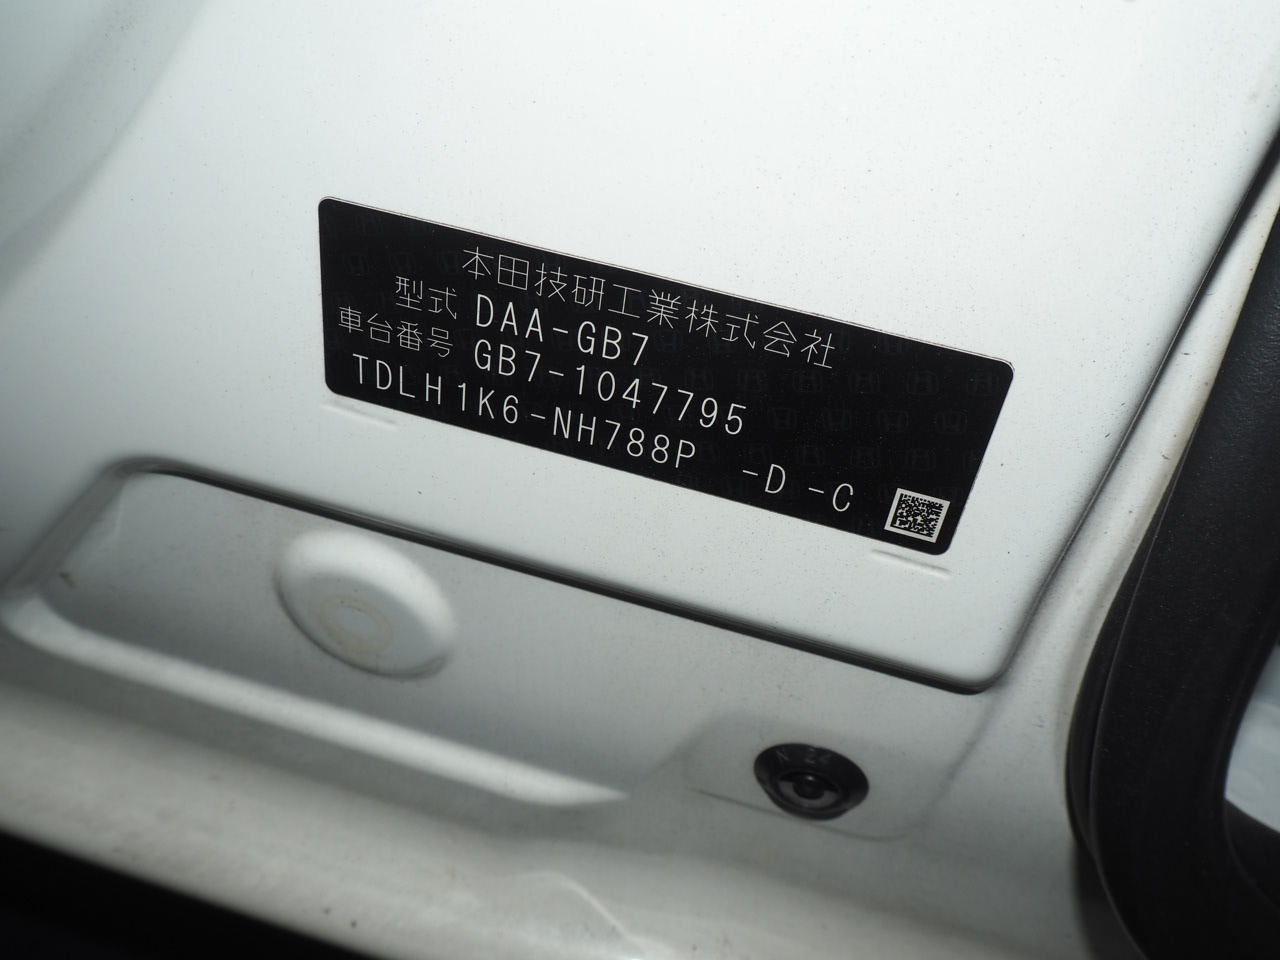 本田技研工業株式会社
型式 DAA-GB7
車台番号 GB7-1047795
TDLH1K6-NH788P -D -C